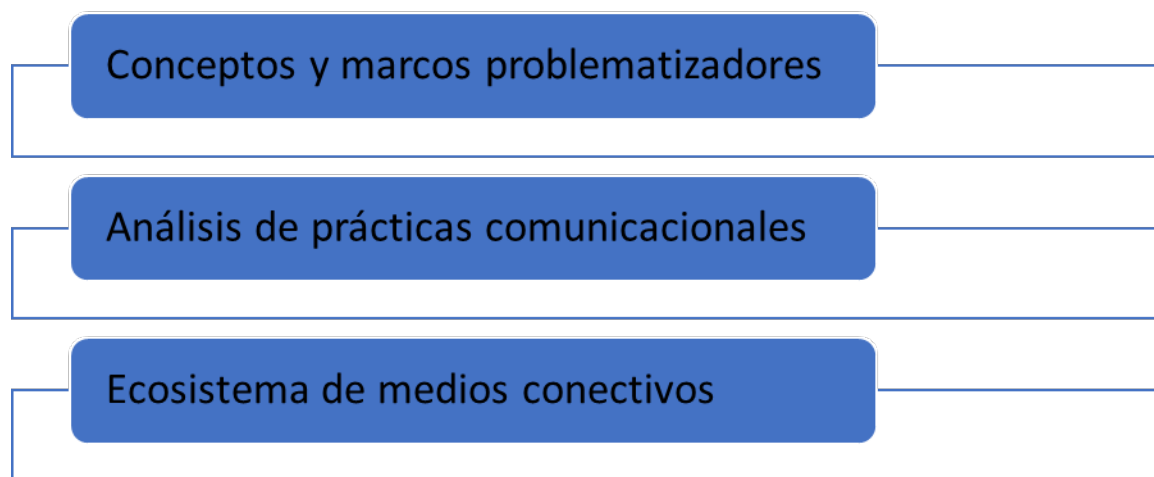 Conceptos y marcos problematizadores
Análisis de prácticas comunicacionales
Ecosistema de medios conectivos